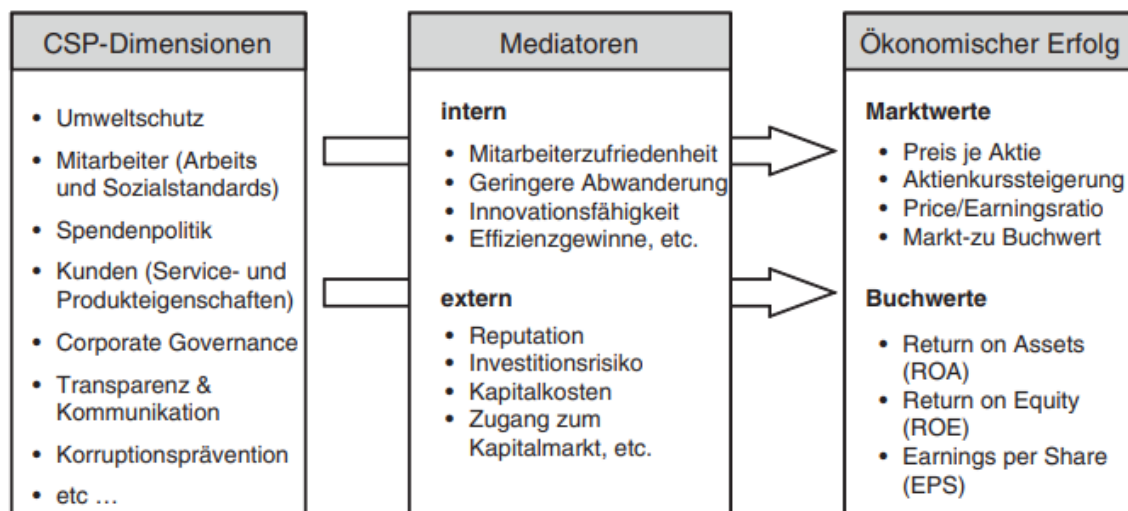 CSP-Dimensionen
• Umweltschutz
• Mitarbeiter (Arbeits
und Sozialstandards)
• Spendenpolitik
• Kunden (Service- und
Produkteigenschaften)
• Corporate Governance
• Transparenz &
Kommunikation
• Korruptionsprävention
• etc ...
Mediatoren
intern
• Mitarbeiterzufriedenheit
• Geringere Abwanderung
• Innovationsfähigkeit
• Effizienzgewinne, etc.
extern
• Reputation
• Investitionsrisiko
• Kapitalkosten
• Zugang zum
Kapitalmarkt, etc.
Ökonomischer Erfolg
Marktwerte
• Preis je Aktie
• Aktienkurssteigerung
• Price/Earningsratio
• Markt-zu Buchwert
Buchwerte
• Return on Assets
(ROA)
• Return on Equity
(ROE)
• Earnings per Share
(EPS)